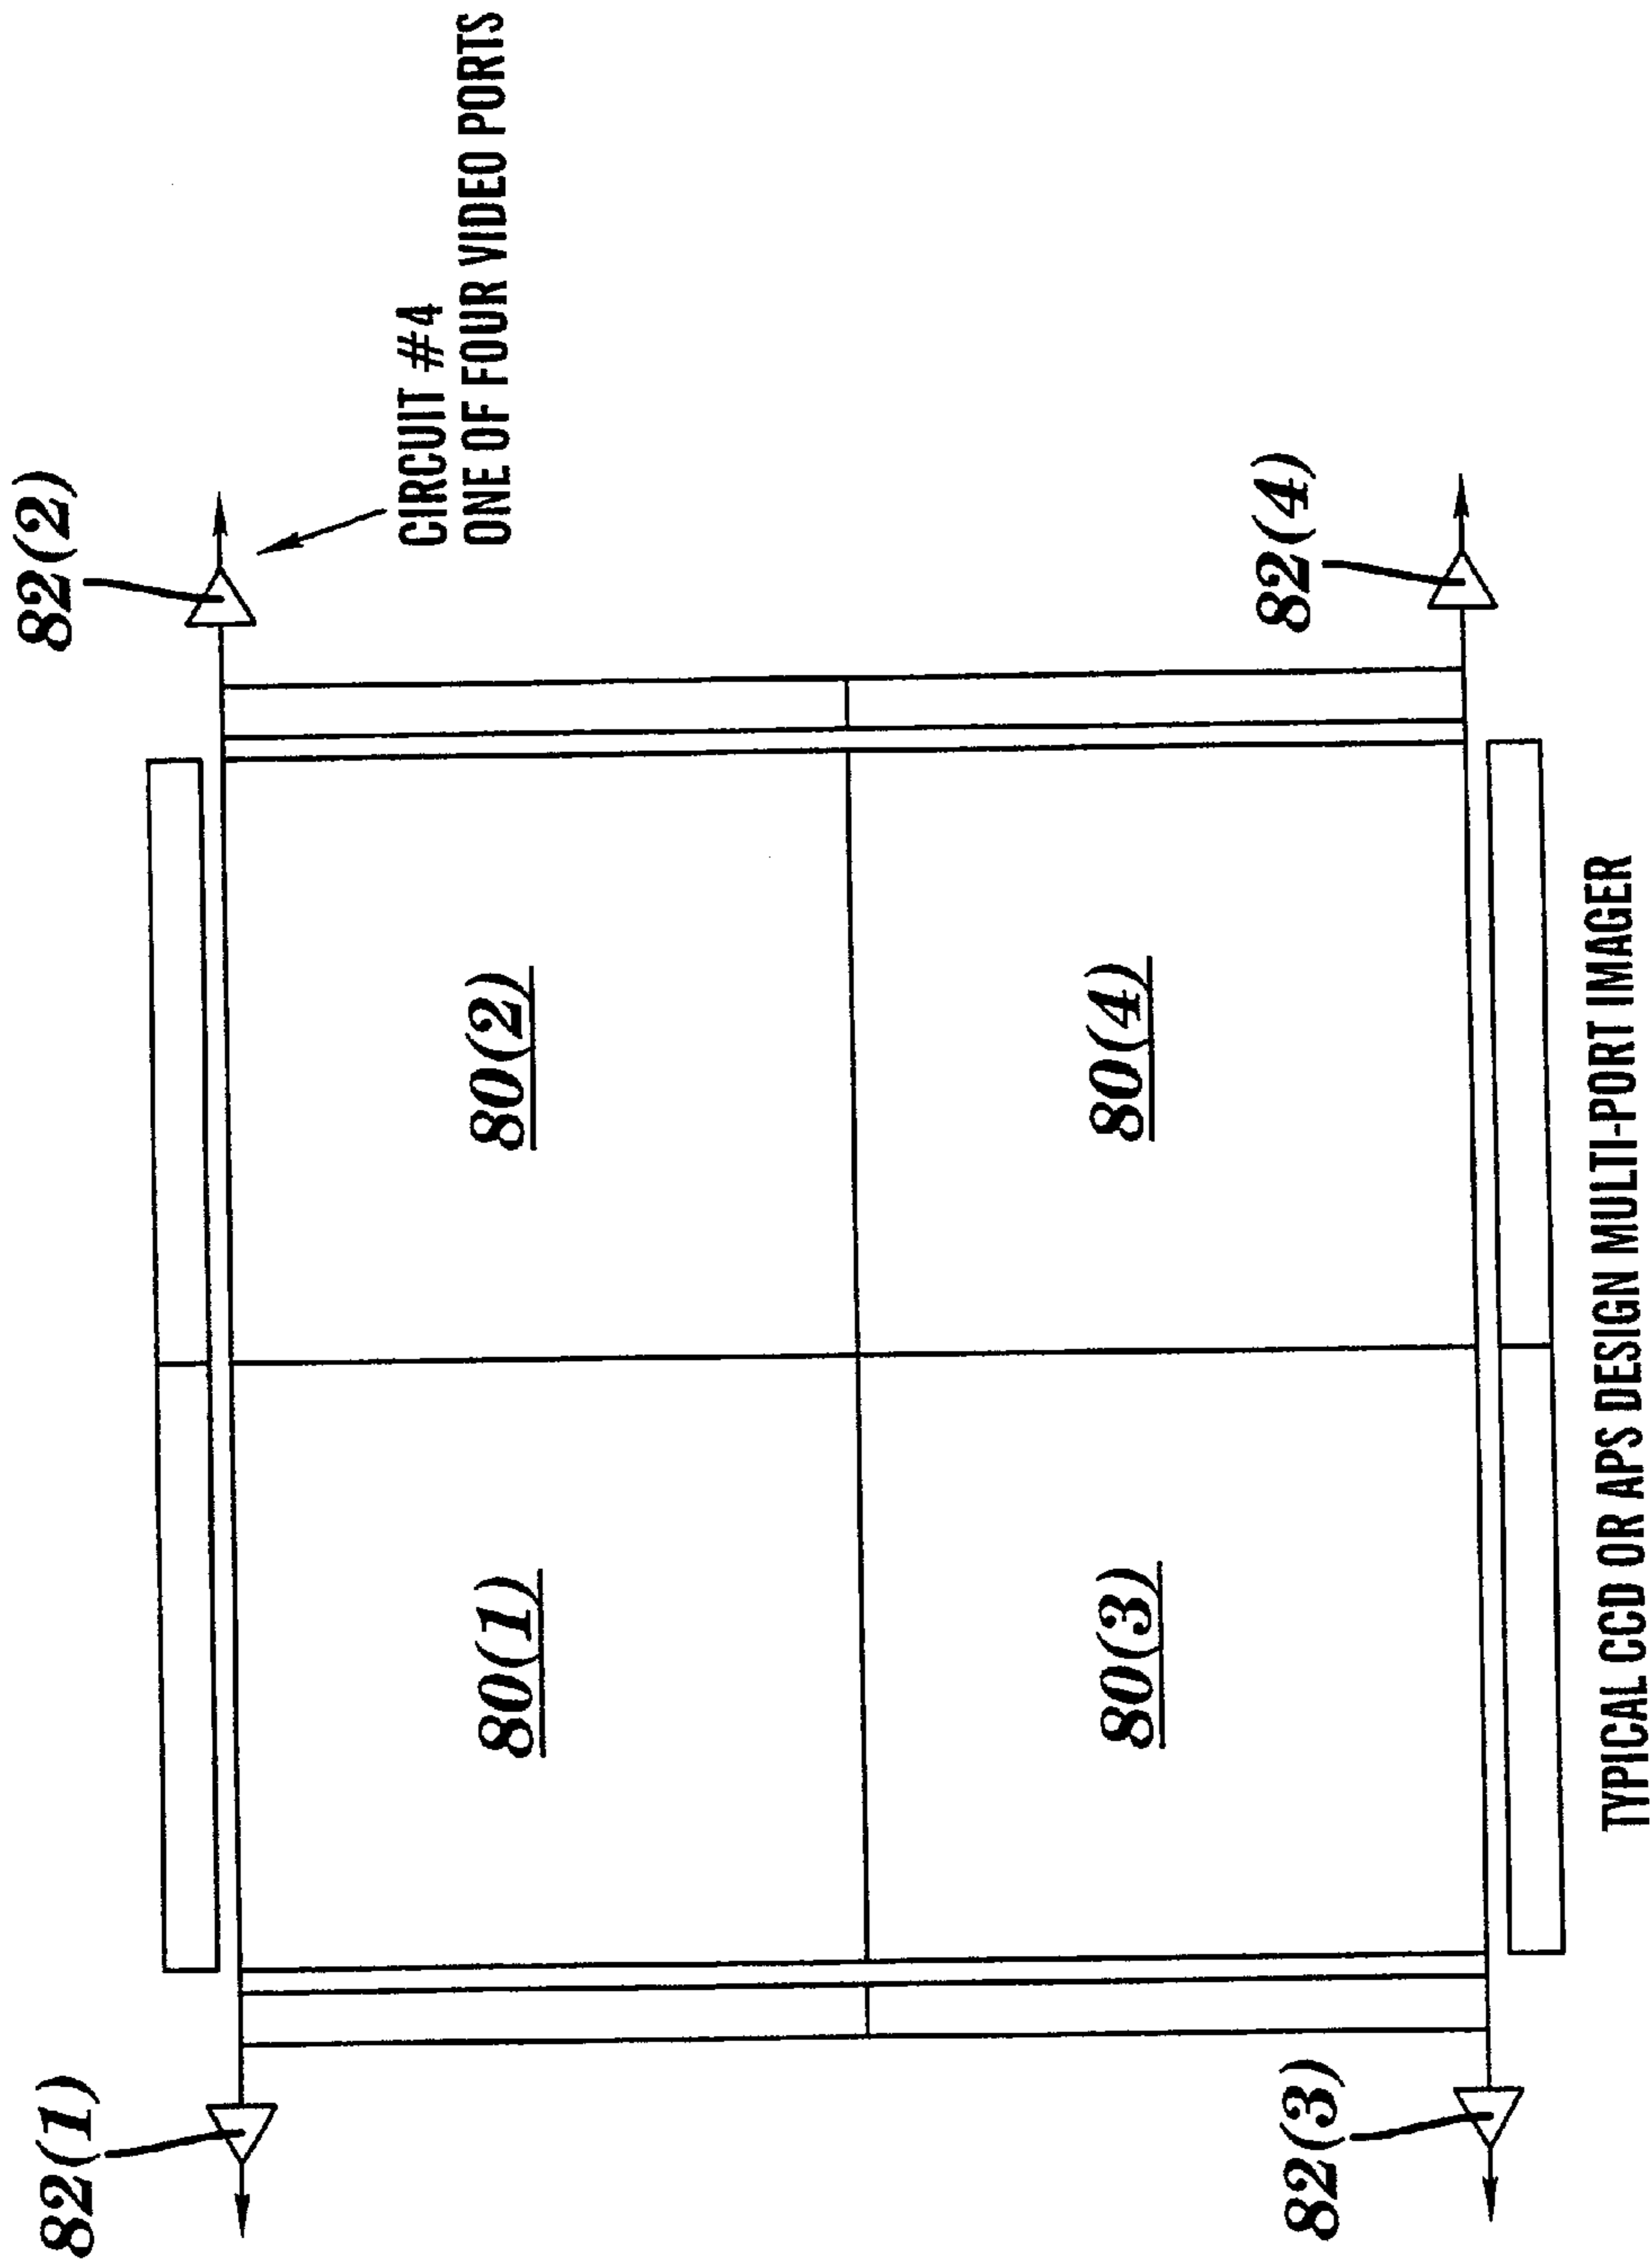 82(1)
82(2)
CIRCUIT #4
ONE OF FOUR VIDEO PORTS
80(1)
80(2)
80(3)
80(4)
82(3)
82(4)
TYPICAL CCD OR APS DESIGN MULTI-PORT IMAGER